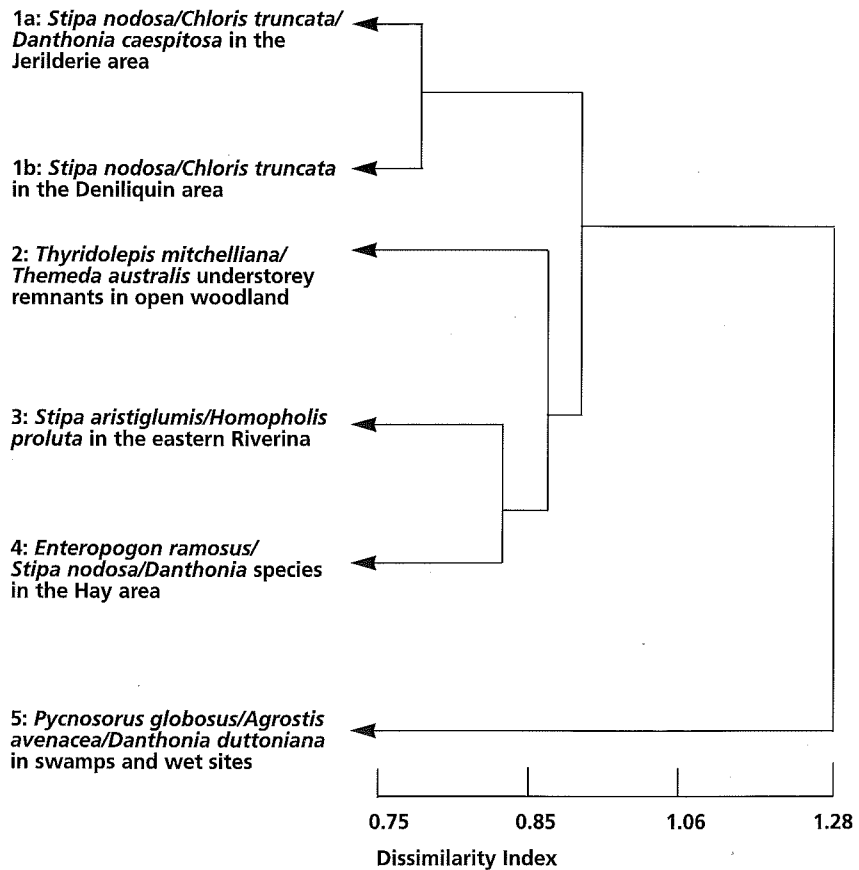 1a: Stipa nodosa/Chloris truncata/
Danthonia caespitosa in the
Jerilderie area
1b: Stipa nodosa/Chloris truncata
in the Deniliquin area
2: Thyridolepis mitchelliana/
Themeda australis understorey
remnants in open woodland
3: Stipa aristiglumis/Homopholis
proluta in the eastern Riverina
4: Enteropogon ramosus/
Stipa nodosa/Danthonia species
in the Hay area
5: Pycnosorus globosus/Agrostis
avenacea/Danthonia duttoniana
in swamps and wet sites
0.75 0.85 1.06 1.28
Dissimilarity Index